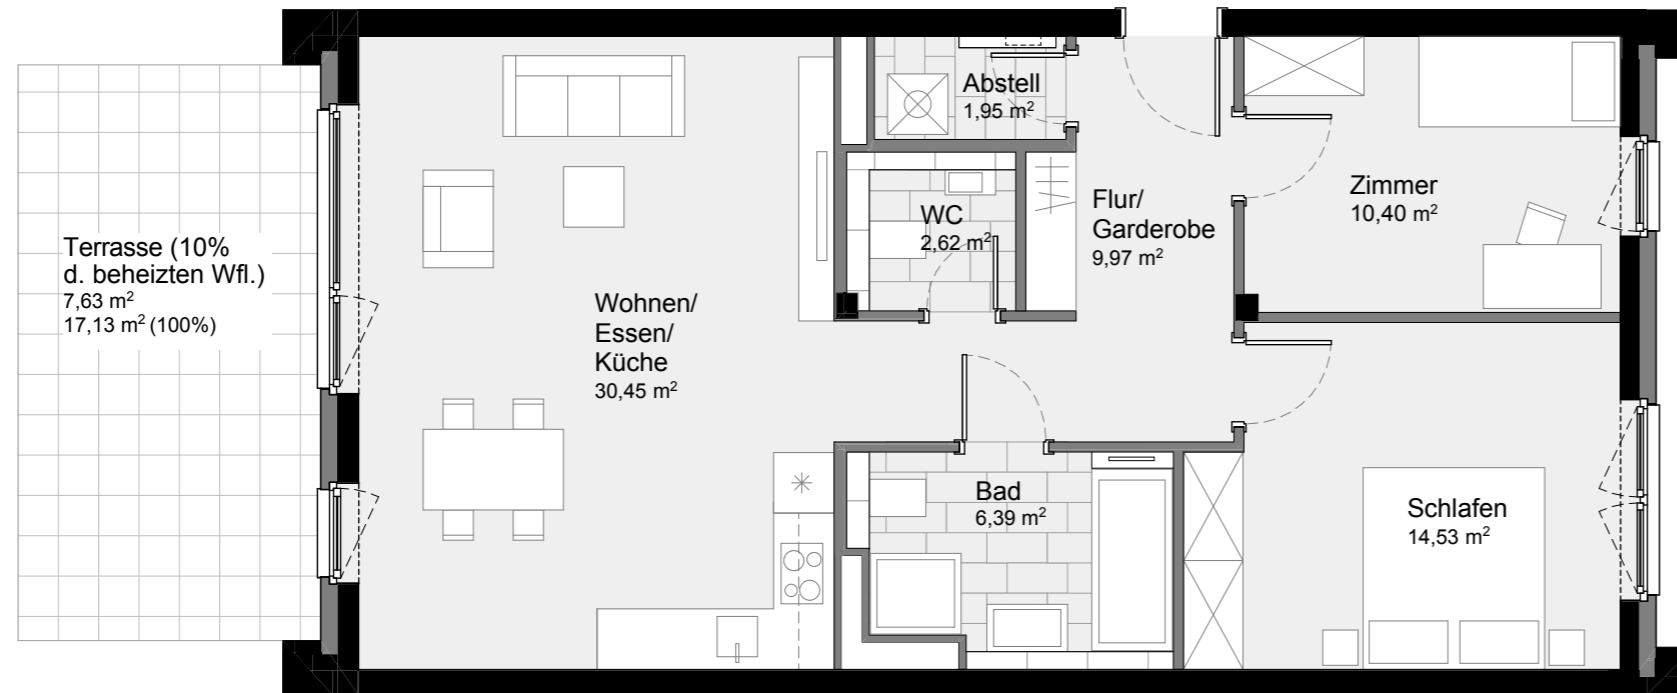 Abstell
1,95 m²
Zimmer
10,40 m²
Flur/
Garderobe
9,97 m²
WC
2,62 m²
Terrasse (10%
d. beheizten Wfl.)
7,63 m²
17,13 m² (100%)
Wohnen/
Essen/
Küche
30,45 m²
Bad
6,39 m²
Schlafen
14,53 m²